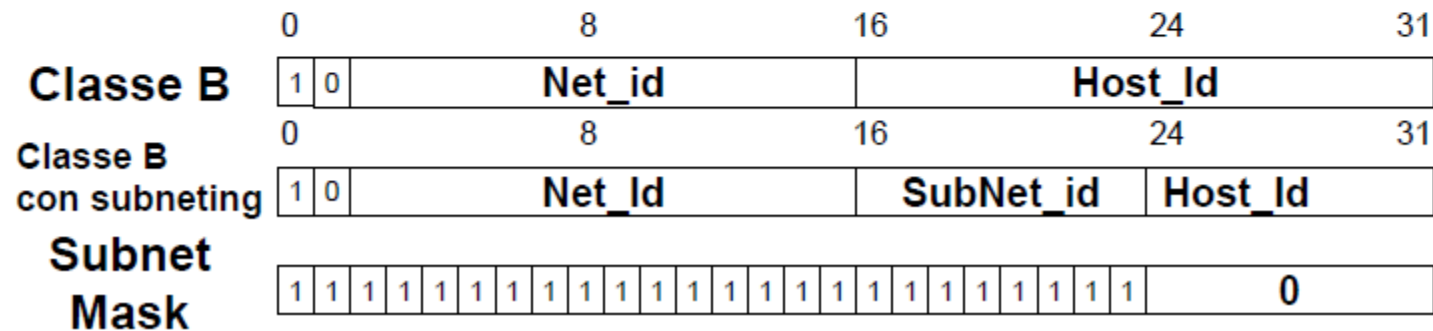 0 8 16 24 31
Classe B 1 0 Net_id Host_Id
0 8 16 24 31
Classe B
con subneting 1 0 Net_Id SubNet_id Host_Id
Subnet
Mask 1 1 1 1 1 1 1 1 1 1 1 1 1 1 1 1 1 1 1 1 1 1 1 1 0